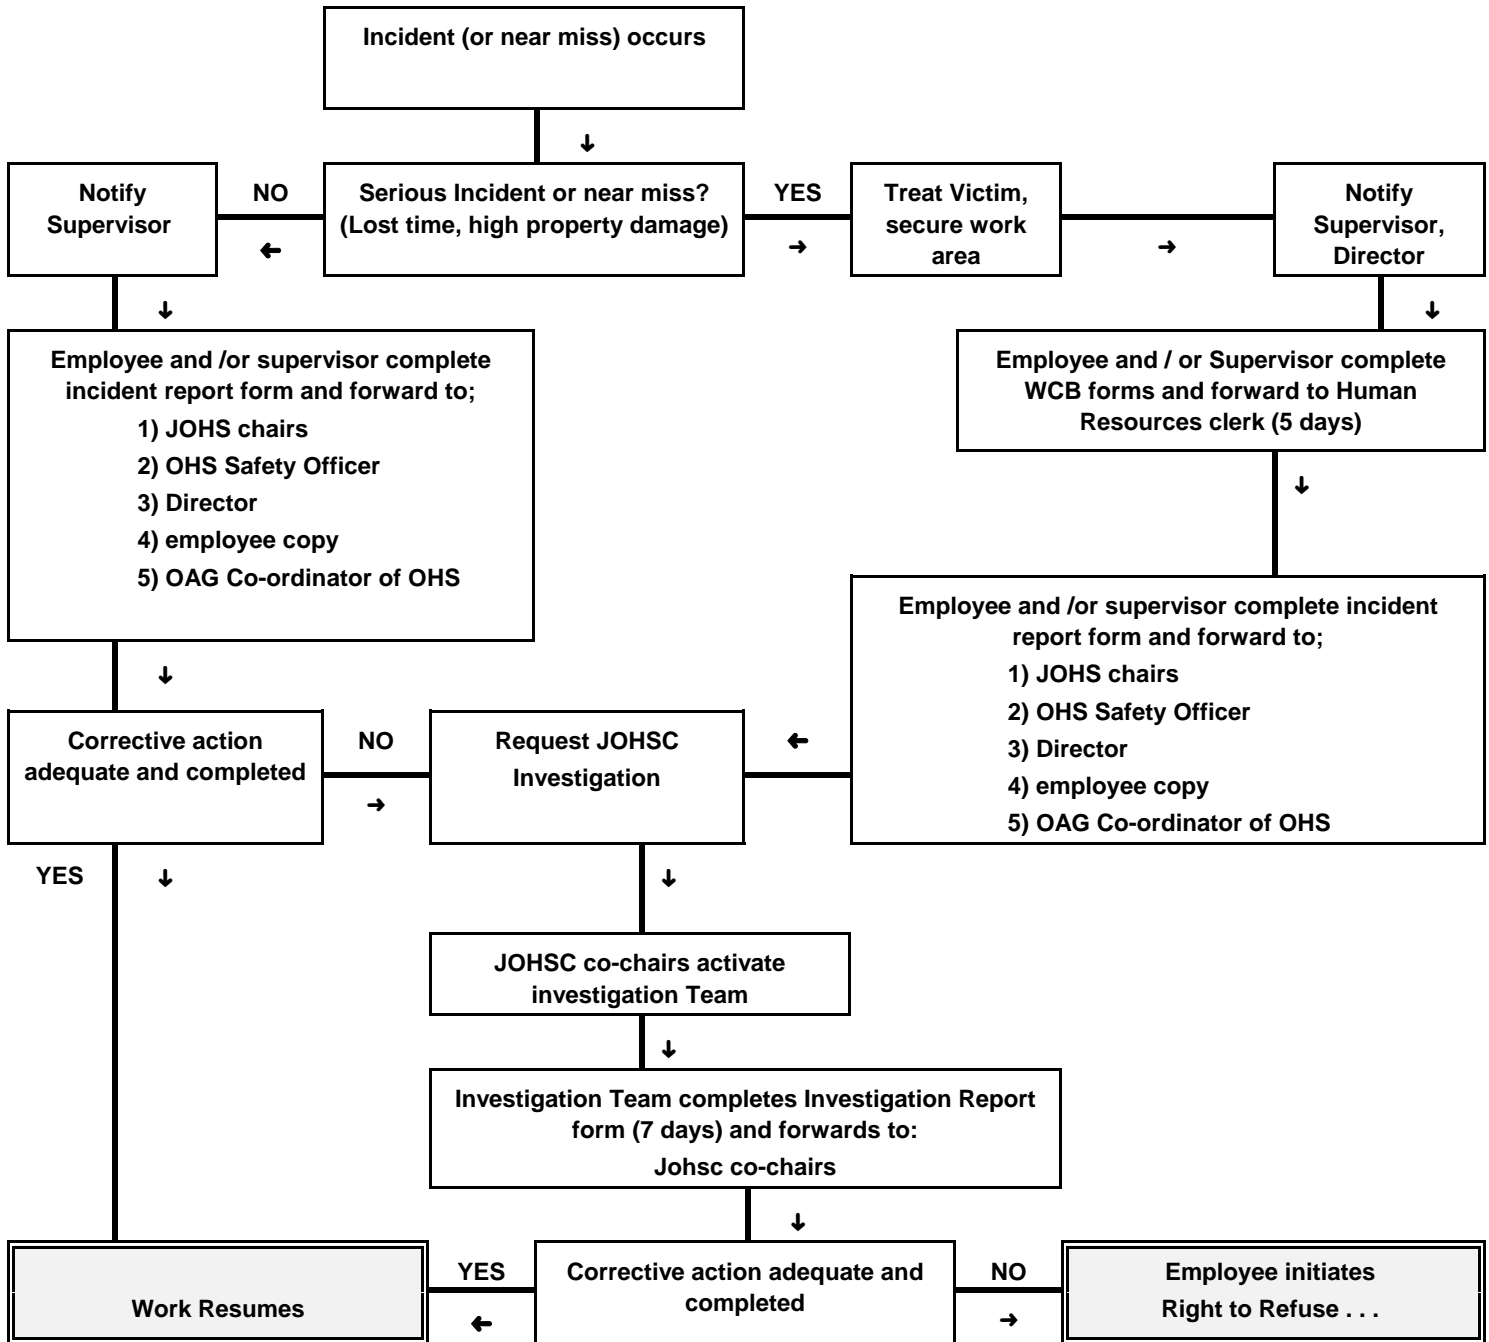 Incident (or near miss) occurs
↓
Notify
Supervisor
NO
←
Serious Incident or near miss?
(Lost time, high property damage)
YES
→
Treat Victim,
secure work
area
→
Notify
Supervisor,
Director
↓
↓
Employee and /or supervisor complete
incident report form and forward to;
1) JOHS chairs
2) OHS Safety Officer
3) Director
4) employee copy
5) OAG Co-ordinator of OHS
Employee and / or Supervisor complete
WCB forms and forward to Human
Resources clerk (5 days)
↓
Employee and /or supervisor complete incident
report form and forward to;
1) JOHS chairs
2) OHS Safety Officer
3) Director
4) employee copy
5) OAG Co-ordinator of OHS
↓
Corrective action
adequate and completed
NO
→
Request JOHSC
Investigation
←
YES
↓
↓
JOHSC co-chairs activate
investigation Team
↓
Investigation Team completes Investigation Report
form (7 days) and forwards to:
Johsc co-chairs
↓
Work Resumes
YES
←
Corrective action adequate and
completed
NO
→
Employee initiates
Right to Refuse . . .